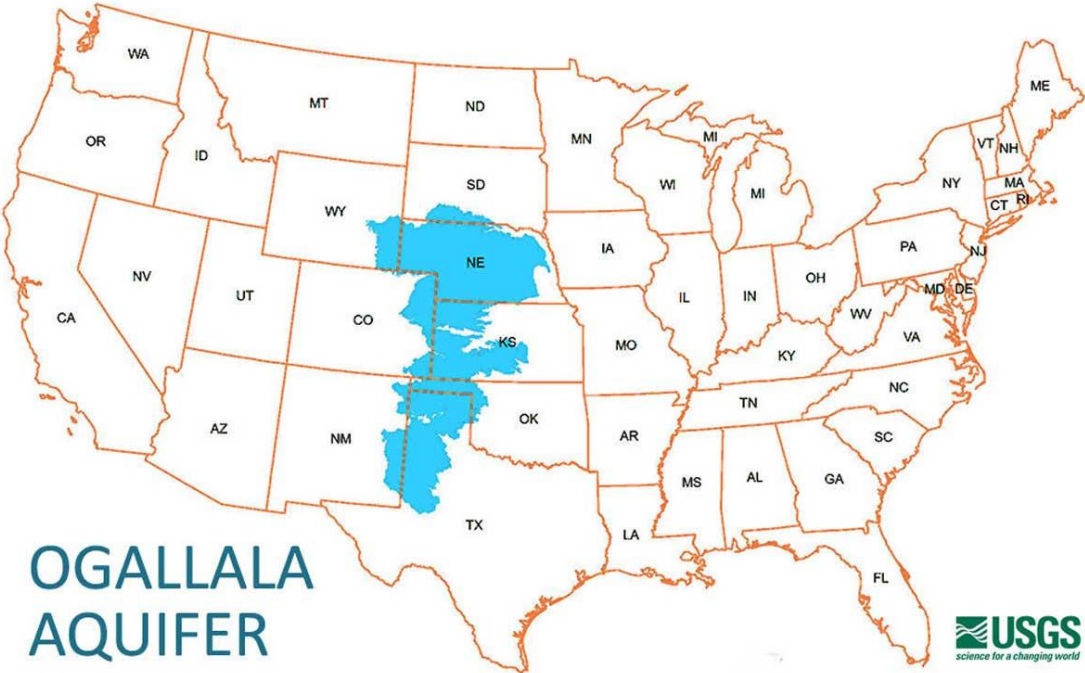 WA
MT
ND
MN
ME
OR
ID
SD
WI
MI
MI
NY
VT
NH
MA
CT
RI
WY
NE
IA
PA
NJ
NV
UT
CO
KS
IL
IN
OH
MD
DE
WV
VA
CA
MO
KY
AZ
NM
OK
AR
TN
NC
SC
MS
AL
GA
TX
LA
FL
OGALLALA
AQUIFER
USGS
science for a changing world